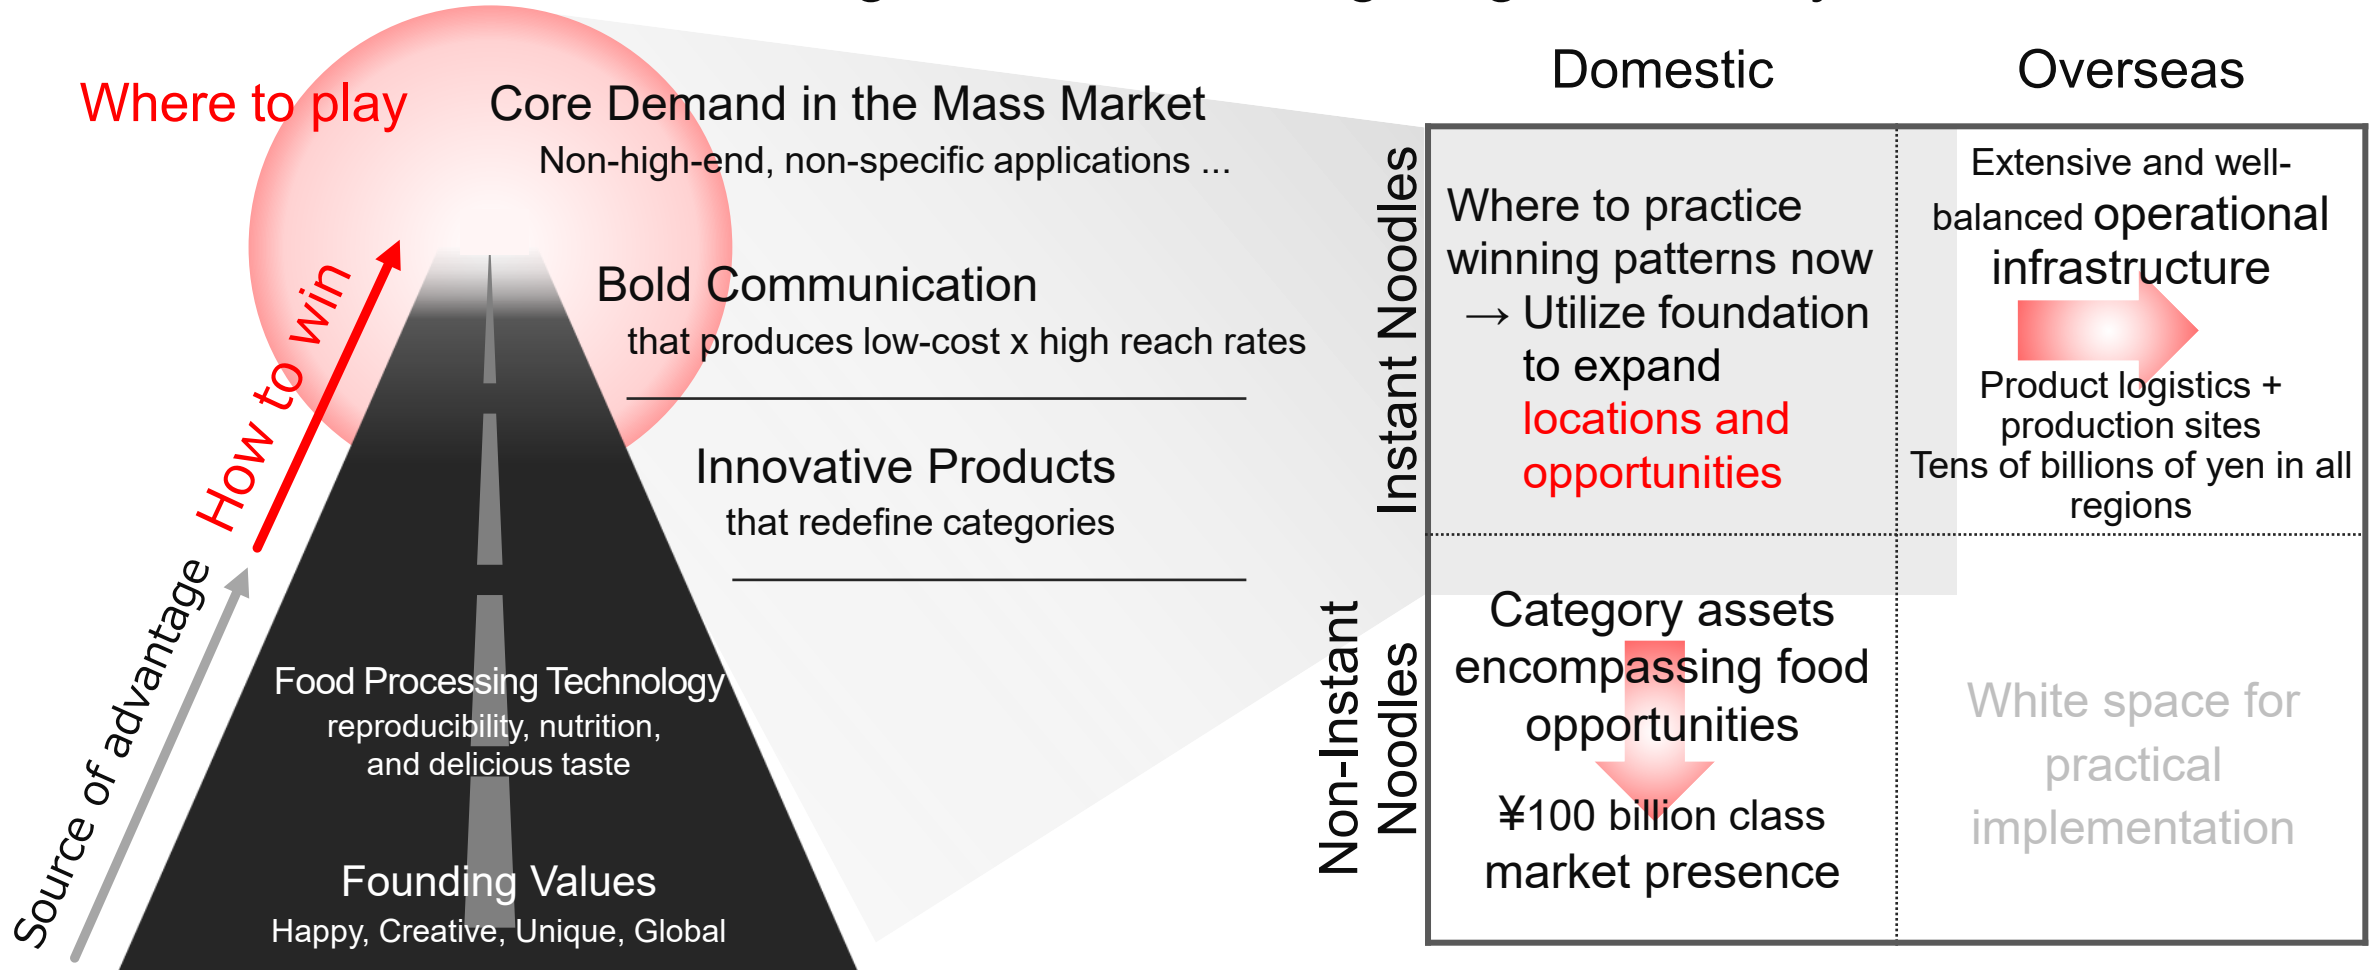 Where to play
Core Demand in the Mass Market
Non-high-end, non-specific applications ...
How to win
Bold Communication
that produces low-cost x high reach rates
Innovative Products
that redefine categories
Source of advantage
Food Processing Technology
reproducibility, nutrition,
and delicious taste
Founding Values
Happy, Creative, Unique, Global
Domestic
Overseas
Instant Noodles
Where to practice
winning patterns now
→ Utilize foundation
to expand
locations and
opportunities
Extensive and well-
balanced operational
infrastructure
Product logistics +
production sites
Tens of billions of yen in all
regions
Non-Instant
Noodles
Category assets
encompassing food
opportunities
¥100 billion class
market presence
White space for
practical
implementation